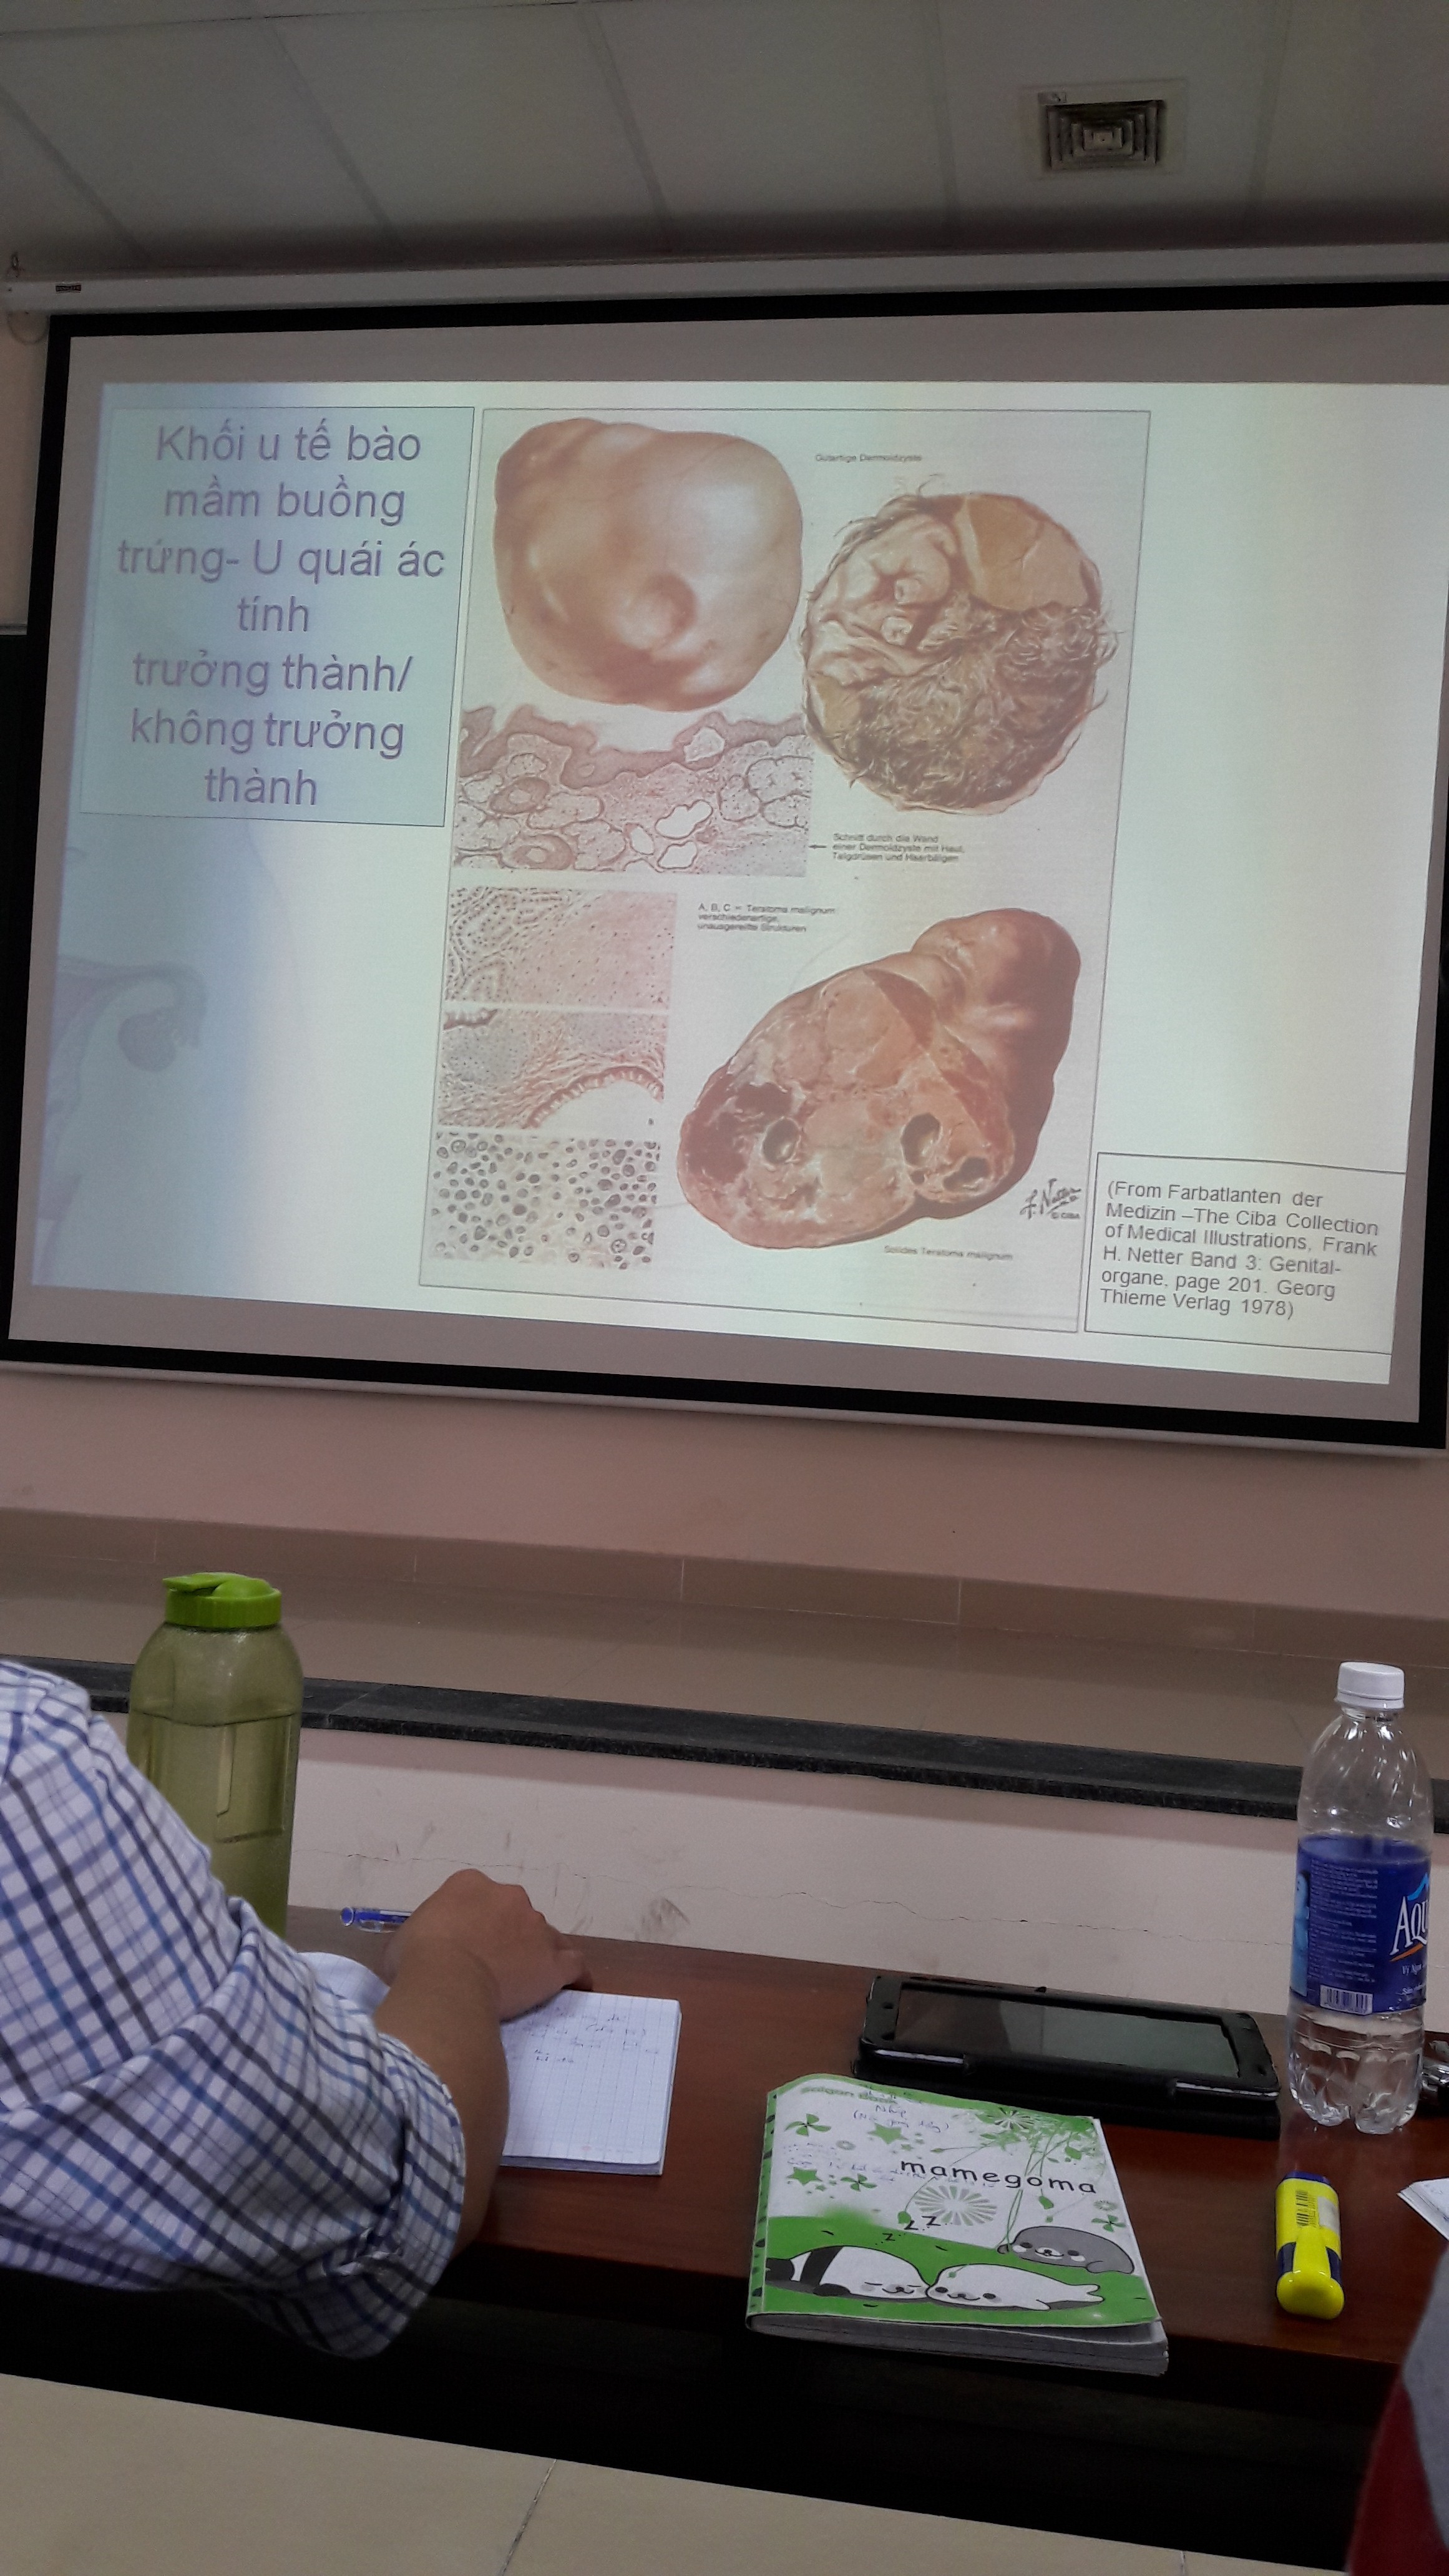 Khối u tế bào
mầm buồng
trứng- U quái ác
tính
trưởng thành/
không trưởng
thành
Gutartige Dermoidzyste
Schnitt durch die Wand
einer Dermoidzyste mit Haut,
Talgdrüsen und Haarbälgen
A, B, C = Teratoma malignum
verschiedenartige,
unausgereifte Strukturen
B
F. Netter
© CIBA
Solides Teratoma malignum
(From Farbatlanten der
Medizin –The Ciba Collection
of Medical Illustrations, Frank
H. Netter Band 3: Genital-
organe, page 201. Georg
Thieme Verlag 1978)
mamegoma
z z z